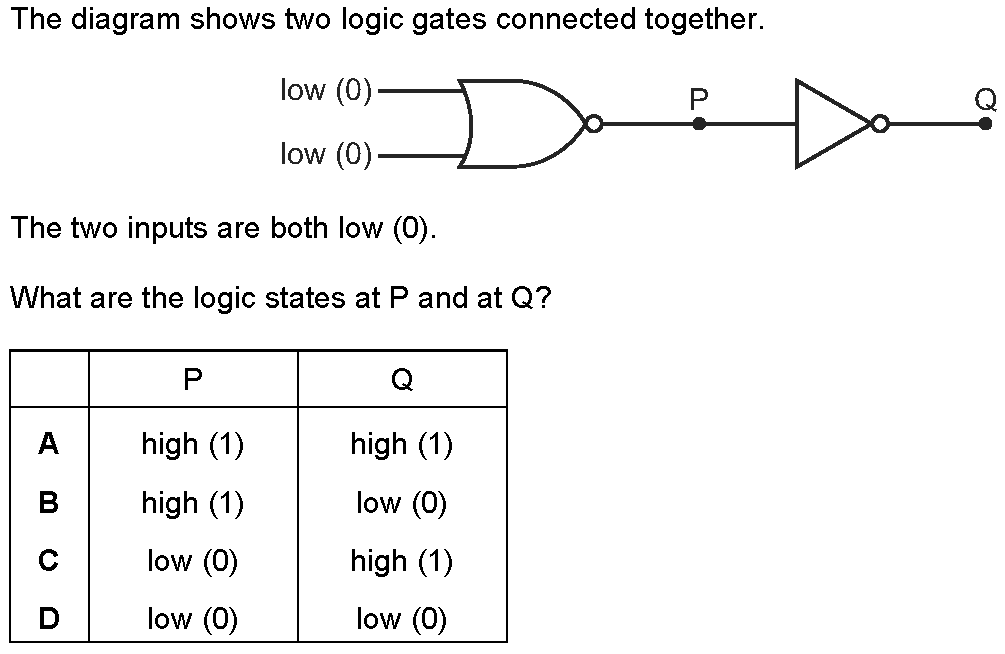 The diagram shows two logic gates connected together.
low (0)
P
Q
low (0)
The two inputs are both low (0).
What are the logic states at P and at Q?
P Q
A high (1) high (1)
B high (1) low (0)
C low (0) high (1)
D low (0) low (0)